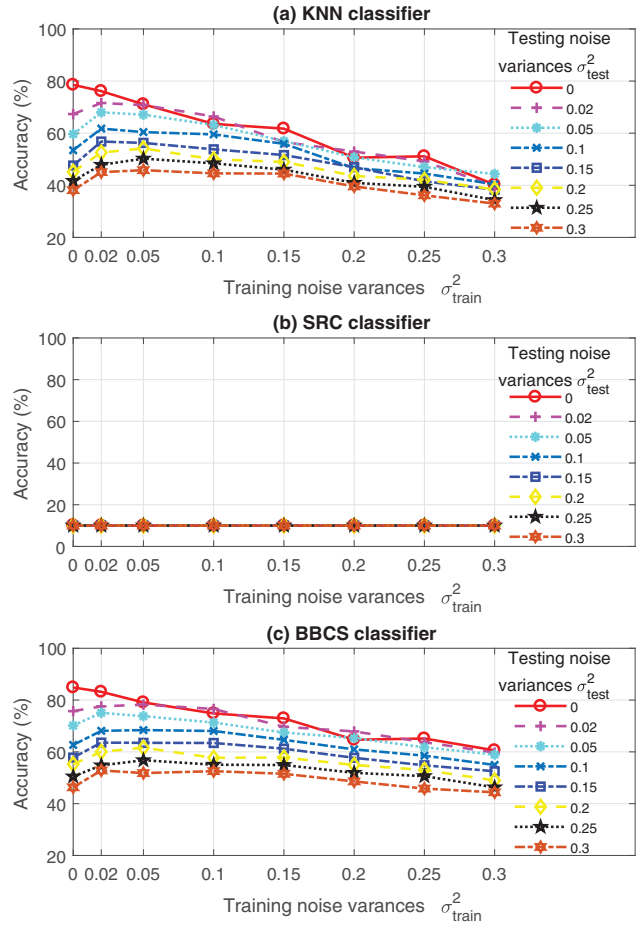 (a) KNN classifier
Testing noise
variances σ²test
0
0.02
0.05
0.1
0.15
0.2
0.25
0.3
Accuracy (%)
100
80
60
40
20
0 0.02 0.05 0.1 0.15 0.2 0.25 0.3
Training noise varances σ²train
(b) SRC classifier
Testing noise
variances σ²test
0
0.02
0.05
0.1
0.15
0.2
0.25
0.3
Accuracy (%)
100
80
60
40
20
0
0 0.02 0.05 0.1 0.15 0.2 0.25 0.3
Training noise varances σ²train
(c) BBCS classifier
Testing noise
variances σ²test
0
0.02
0.05
0.1
0.15
0.2
0.25
0.3
Accuracy (%)
100
80
60
40
20
0 0.02 0.05 0.1 0.15 0.2 0.25 0.3
Training noise varances σ²train